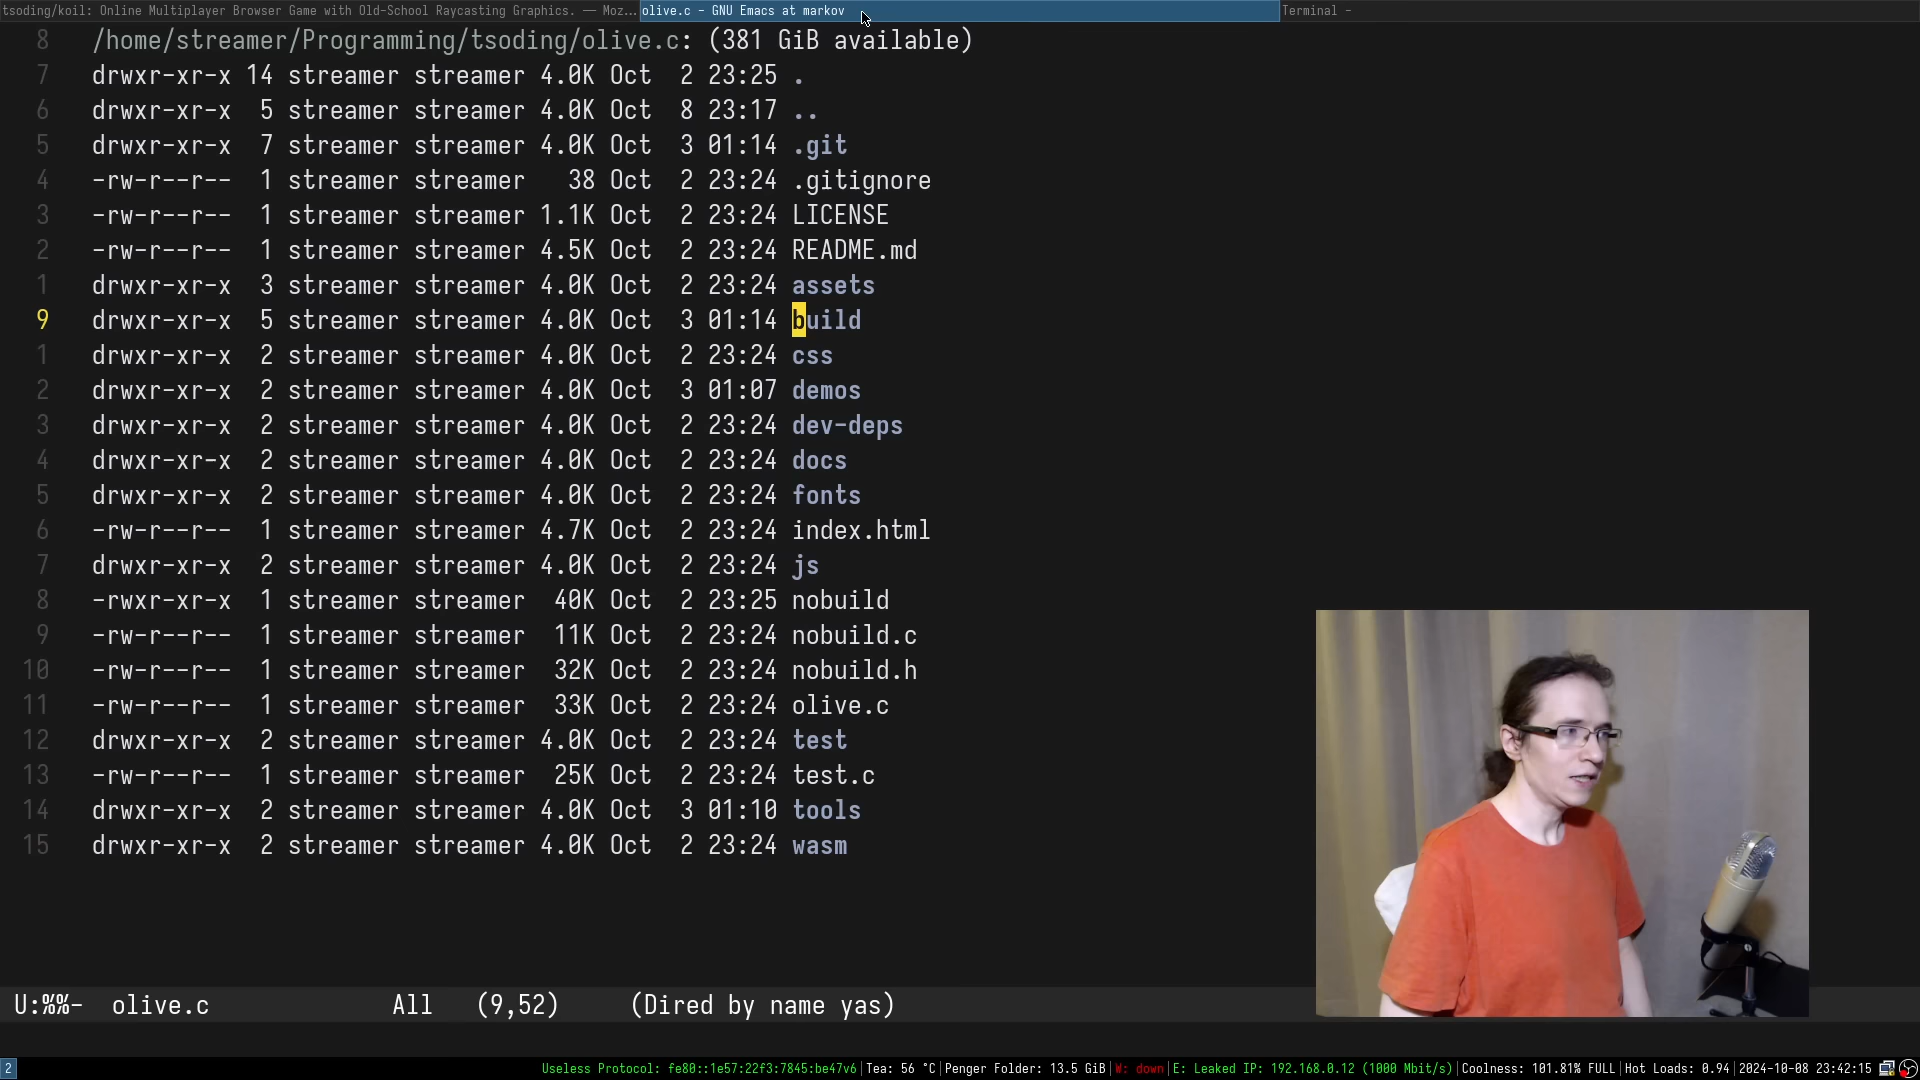 tsoding/koil: Online Multiplayer Browser Game with Old-School Raycasting Graphics. — Moz...
olive.c - GNU Emacs at markov
Terminal -
8 /home/streamer/Programming/tsoding/olive.c: (381 GiB available)
7 drwxr-xr-x 14 streamer streamer 4.0K Oct  2 23:25 .
6 drwxr-xr-x  5 streamer streamer 4.0K Oct  8 23:17 ..
5 drwxr-xr-x  7 streamer streamer 4.0K Oct  3 01:14 .git
4 -rw-r--r--  1 streamer streamer   38 Oct  2 23:24 .gitignore
3 -rw-r--r--  1 streamer streamer 1.1K Oct  2 23:24 LICENSE
2 -rw-r--r--  1 streamer streamer 4.5K Oct  2 23:24 README.md
1 drwxr-xr-x  3 streamer streamer 4.0K Oct  2 23:24 assets
9 drwxr-xr-x  5 streamer streamer 4.0K Oct  3 01:14 build
1 drwxr-xr-x  2 streamer streamer 4.0K Oct  2 23:24 css
2 drwxr-xr-x  2 streamer streamer 4.0K Oct  3 01:07 demos
3 drwxr-xr-x  2 streamer streamer 4.0K Oct  2 23:24 dev-deps
4 drwxr-xr-x  2 streamer streamer 4.0K Oct  2 23:24 docs
5 drwxr-xr-x  2 streamer streamer 4.0K Oct  2 23:24 fonts
6 -rw-r--r--  1 streamer streamer 4.7K Oct  2 23:24 index.html
7 drwxr-xr-x  2 streamer streamer 4.0K Oct  2 23:24 js
8 -rwxr-xr-x  1 streamer streamer  40K Oct  2 23:25 nobuild
9 -rw-r--r--  1 streamer streamer  11K Oct  2 23:24 nobuild.c
10 -rw-r--r--  1 streamer streamer  32K Oct  2 23:24 nobuild.h
11 -rw-r--r--  1 streamer streamer  33K Oct  2 23:24 olive.c
12 drwxr-xr-x  2 streamer streamer 4.0K Oct  2 23:24 test
13 -rw-r--r--  1 streamer streamer  25K Oct  2 23:24 test.c
14 drwxr-xr-x  2 streamer streamer 4.0K Oct  3 01:10 tools
15 drwxr-xr-x  2 streamer streamer 4.0K Oct  2 23:24 wasm
U:%%-  olive.c  All  (9,52)  (Dired by name yas)
2 Useless Protocol: fe80::1e57:22f3:7845:be47v6|Tea: 56 °C|Penger Folder: 13.5 GiB|W: down|E: Leaked IP: 192.168.0.12 (1000 Mbit/s)|Coolness: 101.81% FULL|Hot Loads: 0.94|2024-10-08 23:42:15